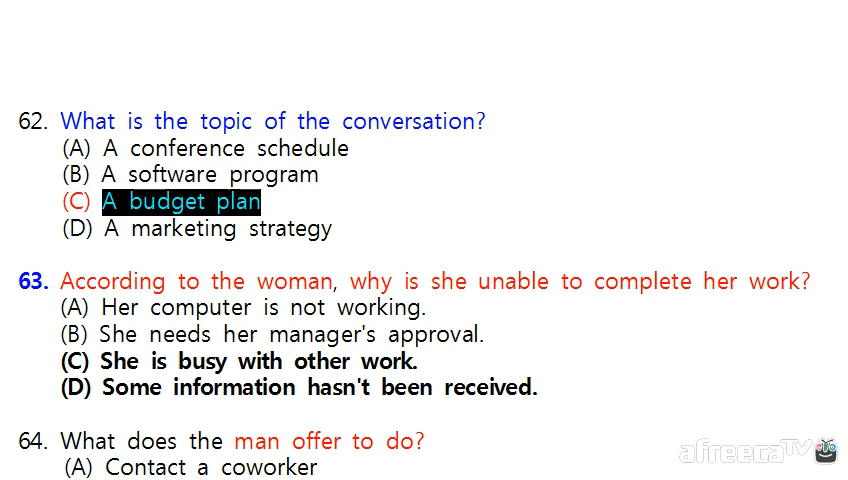 62. What is the topic of the conversation?
(A) A conference schedule
(B) A software program
(C) A budget plan
(D) A marketing strategy
63. According to the woman, why is she unable to complete her work?
(A) Her computer is not working.
(B) She needs her manager's approval.
(C) She is busy with other work.
(D) Some information hasn't been received.
64. What does the man offer to do?
(A) Contact a coworker
afreecaTV